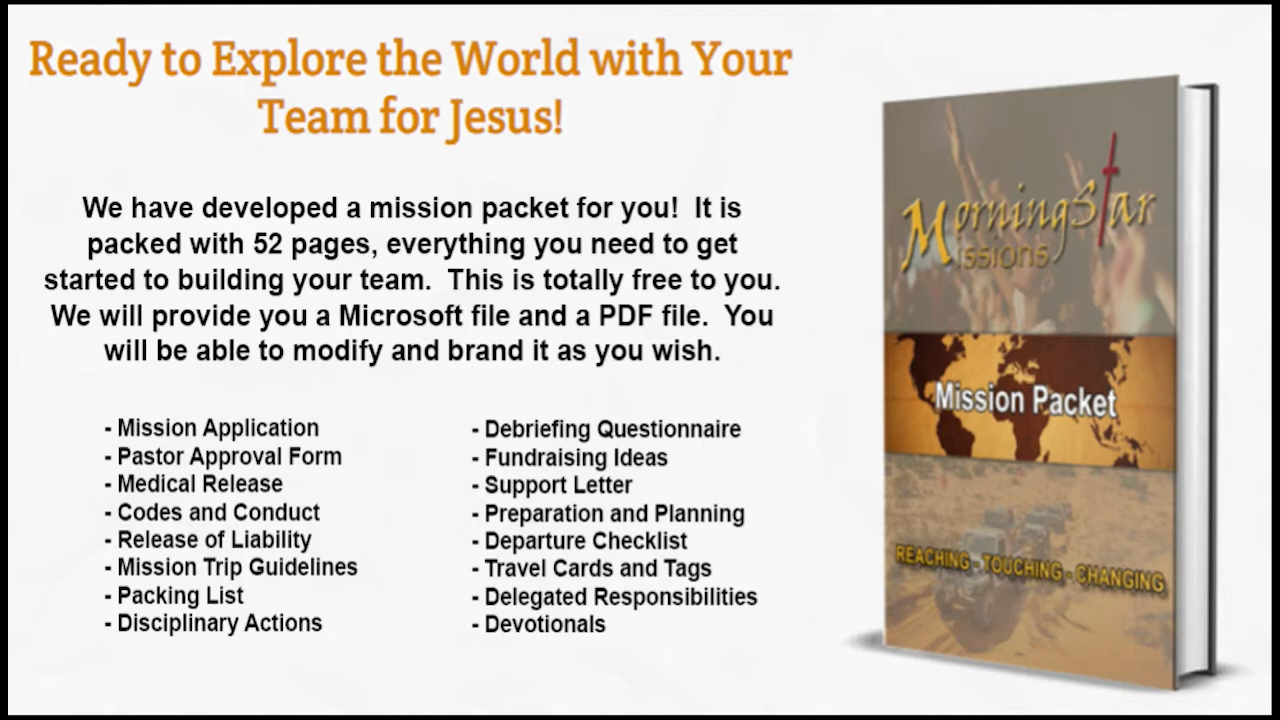 Ready to Explore the World with Your
Team for Jesus!
We have developed a mission packet for you!  It is
packed with 52 pages, everything you need to get
started to building your team.  This is totally free to you.
We will provide you a Microsoft file and a PDF file.  You
will be able to modify and brand it as you wish.
- Mission Application
- Pastor Approval Form
- Medical Release
- Codes and Conduct
- Release of Liability
- Mission Trip Guidelines
- Packing List
- Disciplinary Actions
- Debriefing Questionnaire
- Fundraising Ideas
- Support Letter
- Preparation and Planning
- Departure Checklist
- Travel Cards and Tags
- Delegated Responsibilities
- Devotionals
MorningStar
Missions
Mission Packet
REACHING - TOUCHING - CHANGING